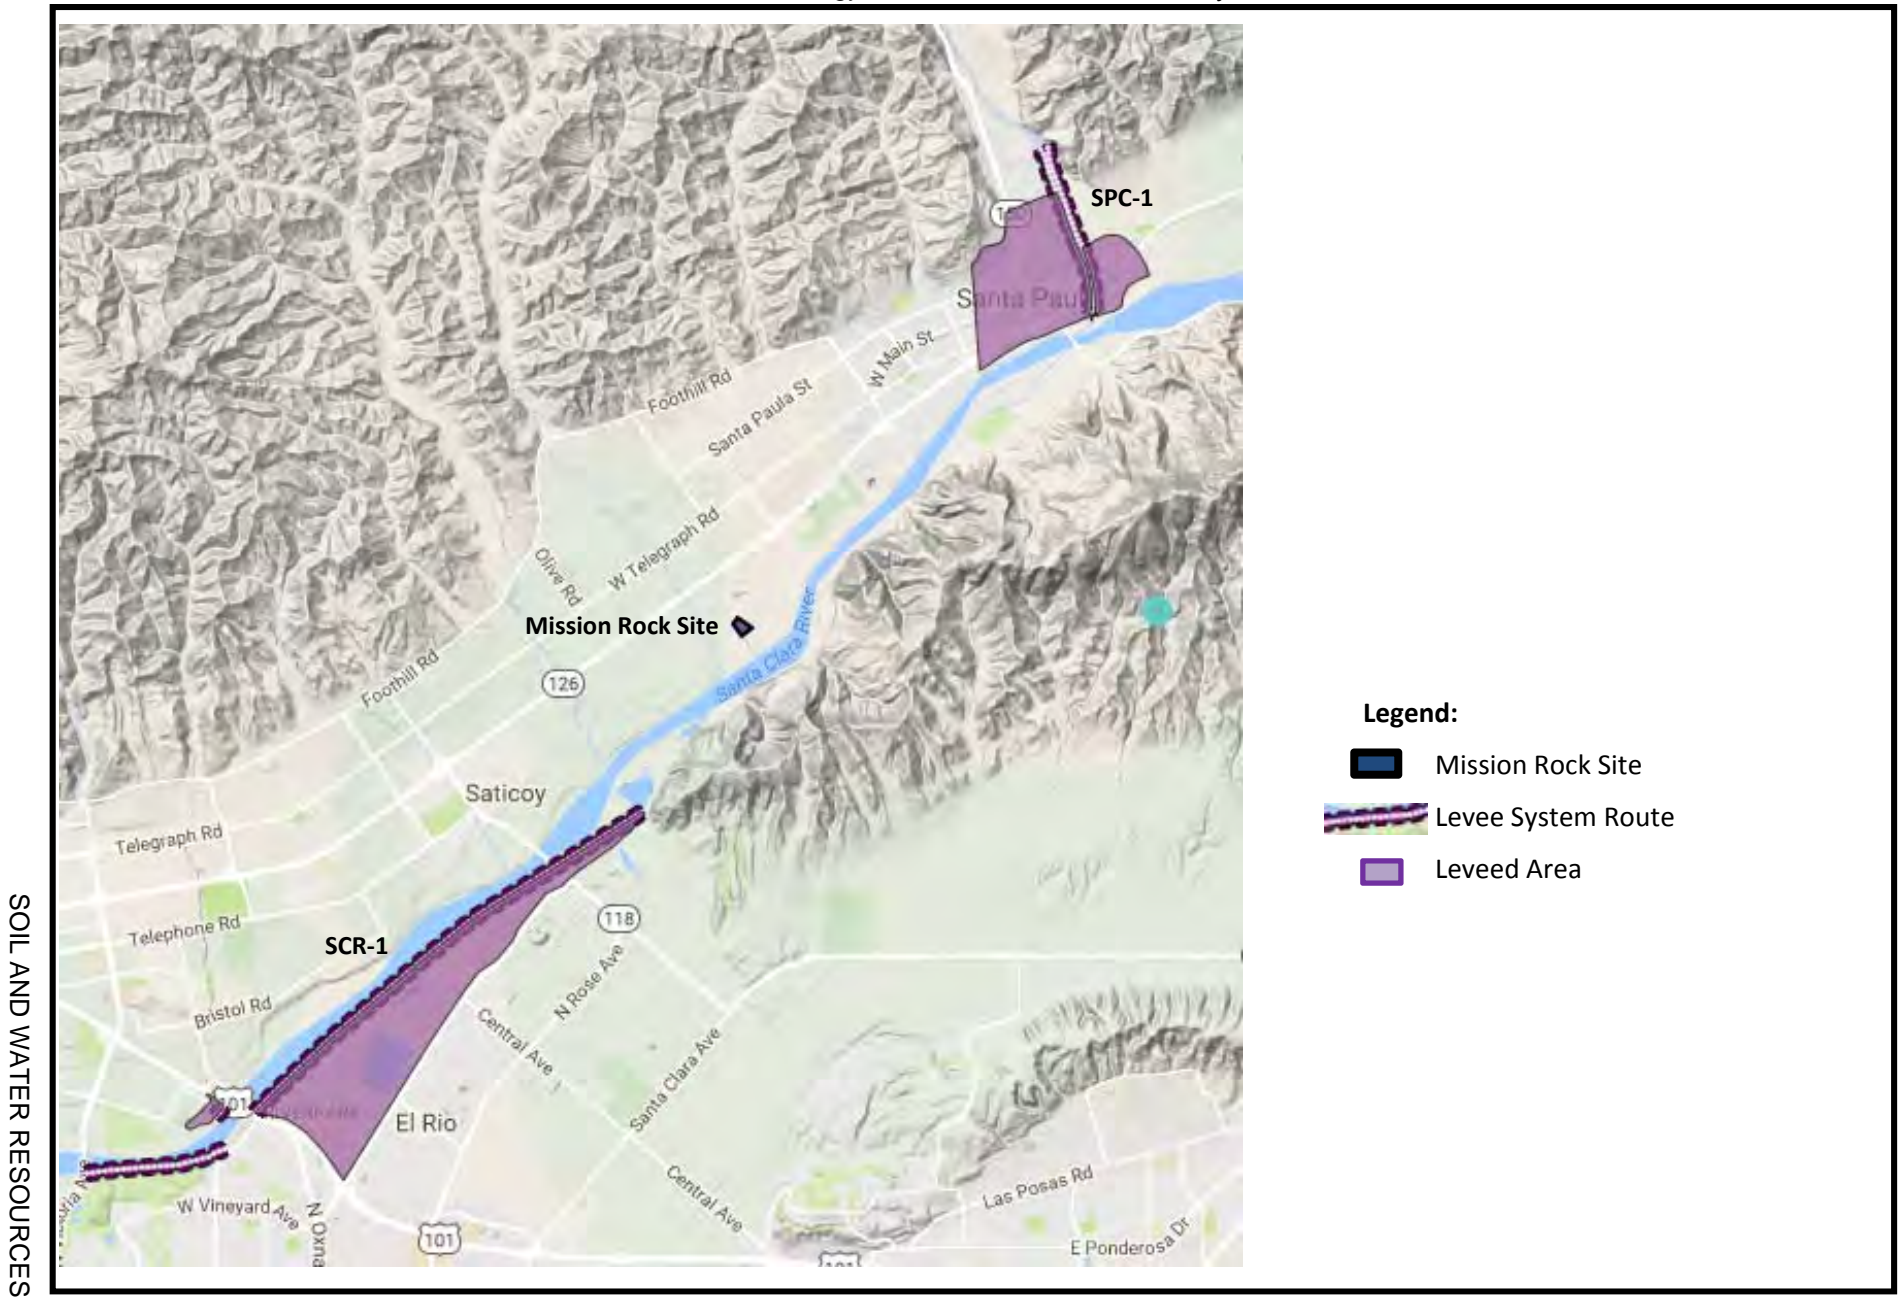 SPC-1
Santa Pau
W Main St
Foothill Rd
Santa Paula St
W Telegraph Rd
Olive Rd
Mission Rock Site
Santa Clara River
Foothill Rd
126
Saticoy
Telegraph Rd
Telephone Rd
118
SCR-1
N Rose Ave
Bristol Rd
Central Ave
Santa Clara Ave
101
El Rio
W Vineyard Ave
N Oxna
Central Ave
Las Posas Rd
101
E Ponderosa Dr
101
Legend:
Mission Rock Site
Levee System Route
Leveed Area
SOIL AND WATER RESOURCES